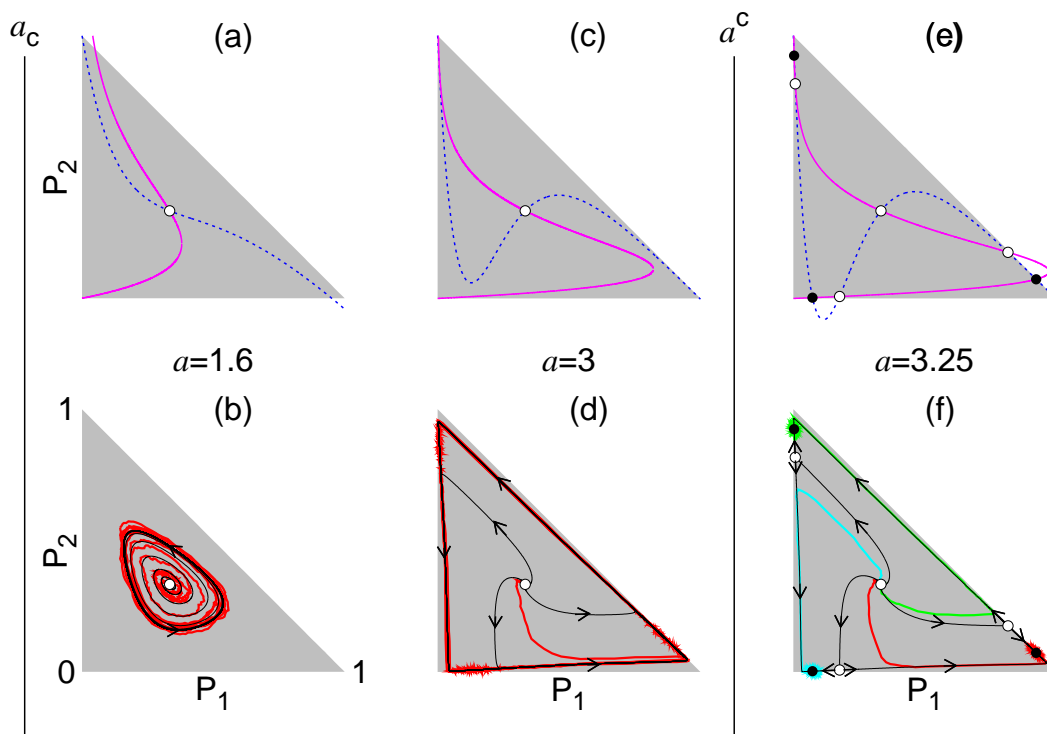 a_c (a) (c) a^c (e)
P_2
a=1.6 a=3 a=3.25
(b) (d) (f)
1
P_2
0 1
P_1 P_1 P_1